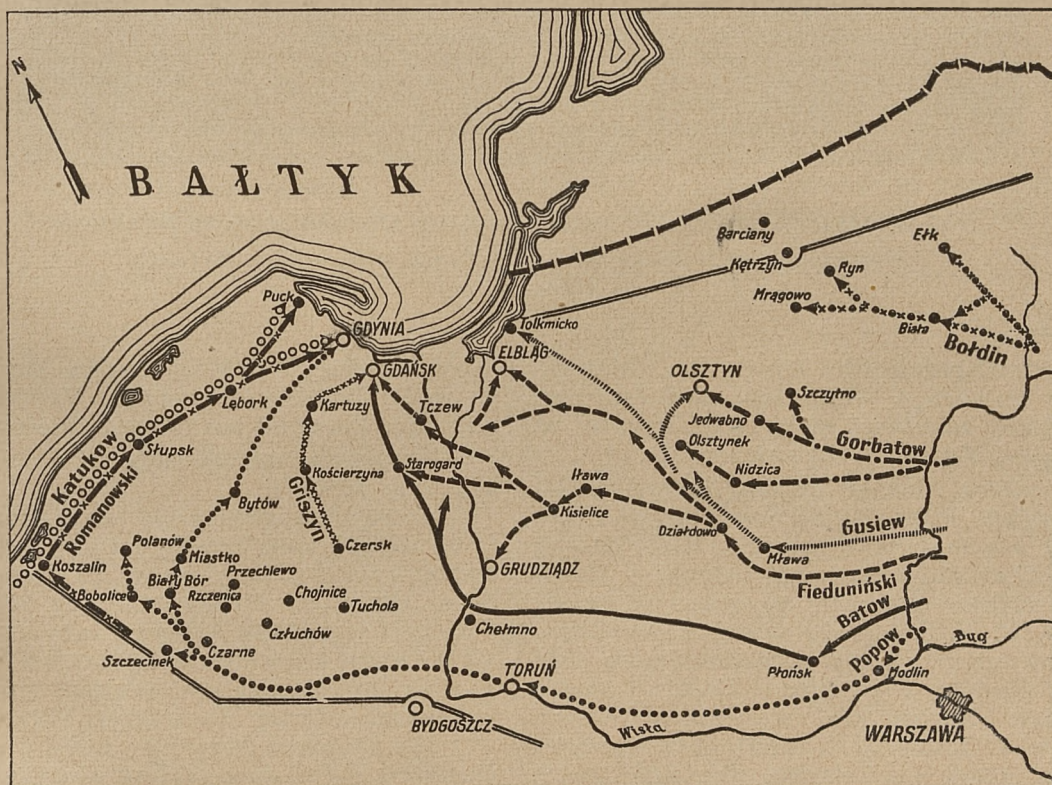 N
BAŁTYK
Barciany
Ełk
Kętrzyn
Ryn
Mrągowo
Biała
Bołdin
Puck
GDYNIA
Tolkmicko
ELBLĄG
GDAŃSK
OLSZTYN
Szczytno
Lębork
Kartuzy
Tczew
Jedwabno
Olsztynek
Gorbatow
Katukow
Romanowski
Słupsk
Kościerzyna
Starogard
Nidzica
Iława
Griszyn
Bytów
Kisielice
Gusiew
Działdowo
Polanów
Czersk
Mława
Miastko
Koszalin
Biały Bór
Przechlewo
GRUDZIĄDZ
Fieduniński
Bobolice
Rzczenica
Chojnice
Tuchola
Batow
Człuchów
Chełmno
Popow
Bug
Czarne
Szczecinek
Płońsk
Modlin
TORUŃ
BYDGOSZCZ
Wisła
WARSZAWA